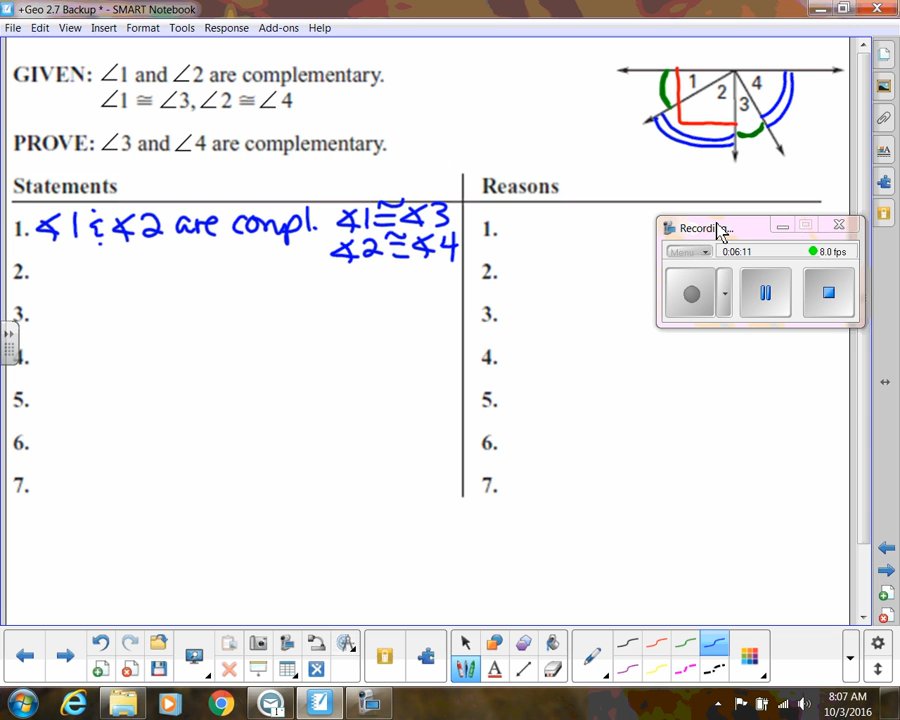 +Geo 2.7 Backup * - SMART Notebook
File Edit View Insert Format Tools Response Add-ons Help
GIVEN: ∠1 and ∠2 are complementary.
∠1 ≅ ∠3, ∠2 ≅ ∠4
PROVE: ∠3 and ∠4 are complementary.
1 2 3 4
Statements Reasons
1. ∡1 & ∡2 are compl. ∡1≅∡3 1.
∡2≅∡4
2. 2.
3. 3.
4. 4.
5. 5.
6. 6.
7. 7.
Recording...
Menu 0:06:11 8.0 fps
8:07 AM
10/3/2016